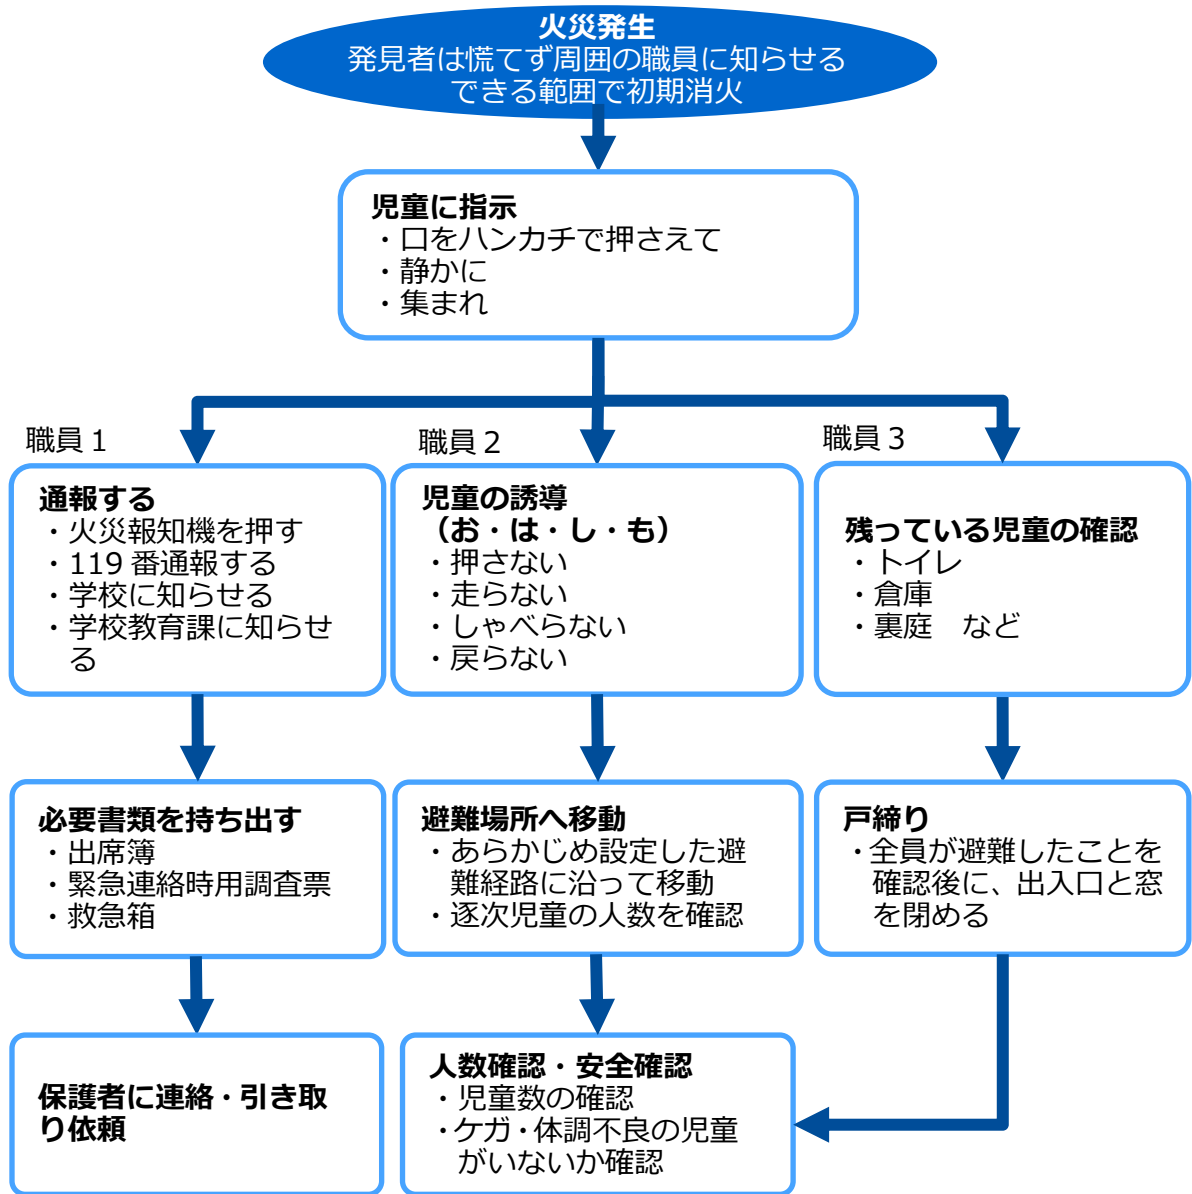 火災発生
発見者は慌てず周囲の職員に知らせる
できる範囲で初期消火
児童に指示
・口をハンカチで押さえて
・静かに
・集まれ
職員１
通報する
・火災報知機を押す
・119 番通報する
・学校に知らせる
・学校教育課に知らせ
る
職員２
児童の誘導
（お・は・し・も）
・押さない
・走らない
・しゃべらない
・戻らない
職員３
残っている児童の確認
・トイレ
・倉庫
・裏庭　など
必要書類を持ち出す
・出席簿
・緊急連絡時用調査票
・救急箱
避難場所へ移動
・あらかじめ設定した避
難経路に沿って移動
・逐次児童の人数を確認
戸締り
・全員が避難したことを
確認後に、出入口と窓
を閉める
保護者に連絡・引き取
り依頼
人数確認・安全確認
・児童数の確認
・ケガ・体調不良の児童
がいないか確認